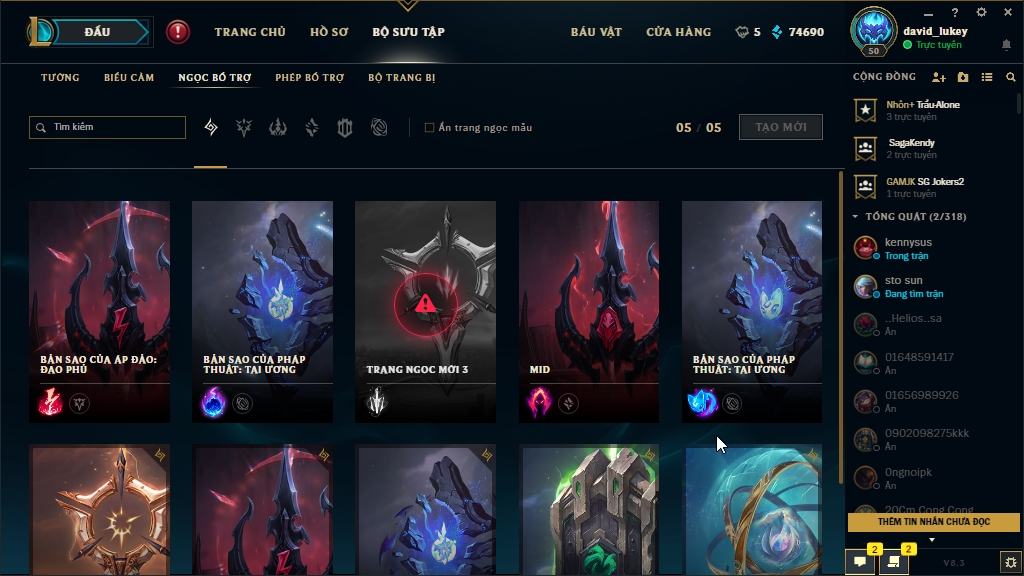 ĐẤU
TRANG CHỦ
HỒ SƠ
BỘ SƯU TẬP
BÁU VẬT
CỬA HÀNG
5
74690
50
david_lukey
Trực tuyến
TƯỚNG
BIỂU CẢM
NGỌC BỔ TRỢ
PHÉP BỔ TRỢ
BỘ TRANG BỊ
Tìm kiếm
Ẩn trang ngọc mẫu
05 / 05
TẠO MỚI
BẢN SAO CỦA ÁP ĐẢO:
ĐAO PHỦ
BẢN SAO CỦA PHÁP
THUẬT: TAI ƯƠNG
TRANG NGỌC MỚI 3
MID
BẢN SAO CỦA PHÁP
THUẬT: TAI ƯƠNG
CỘNG ĐỒNG
Nhôn+ Trẩu-Alone
3 trực tuyến
SagaKendy
2 trực tuyến
GAMJK SG Jokers2
1 trực tuyến
TỔNG QUÁT (2/318)
kennysus
Trong trận
sto sun
Đang tìm trận
..Helios..sa
Ẩn
01648591417
Ẩn
01656989926
Ẩn
0902098275kkk
Ẩn
0ngnoipk
Ẩn
20Cm Cong Cong
THÊM TIN NHẮN CHƯA ĐỌC
2
2
V8.3